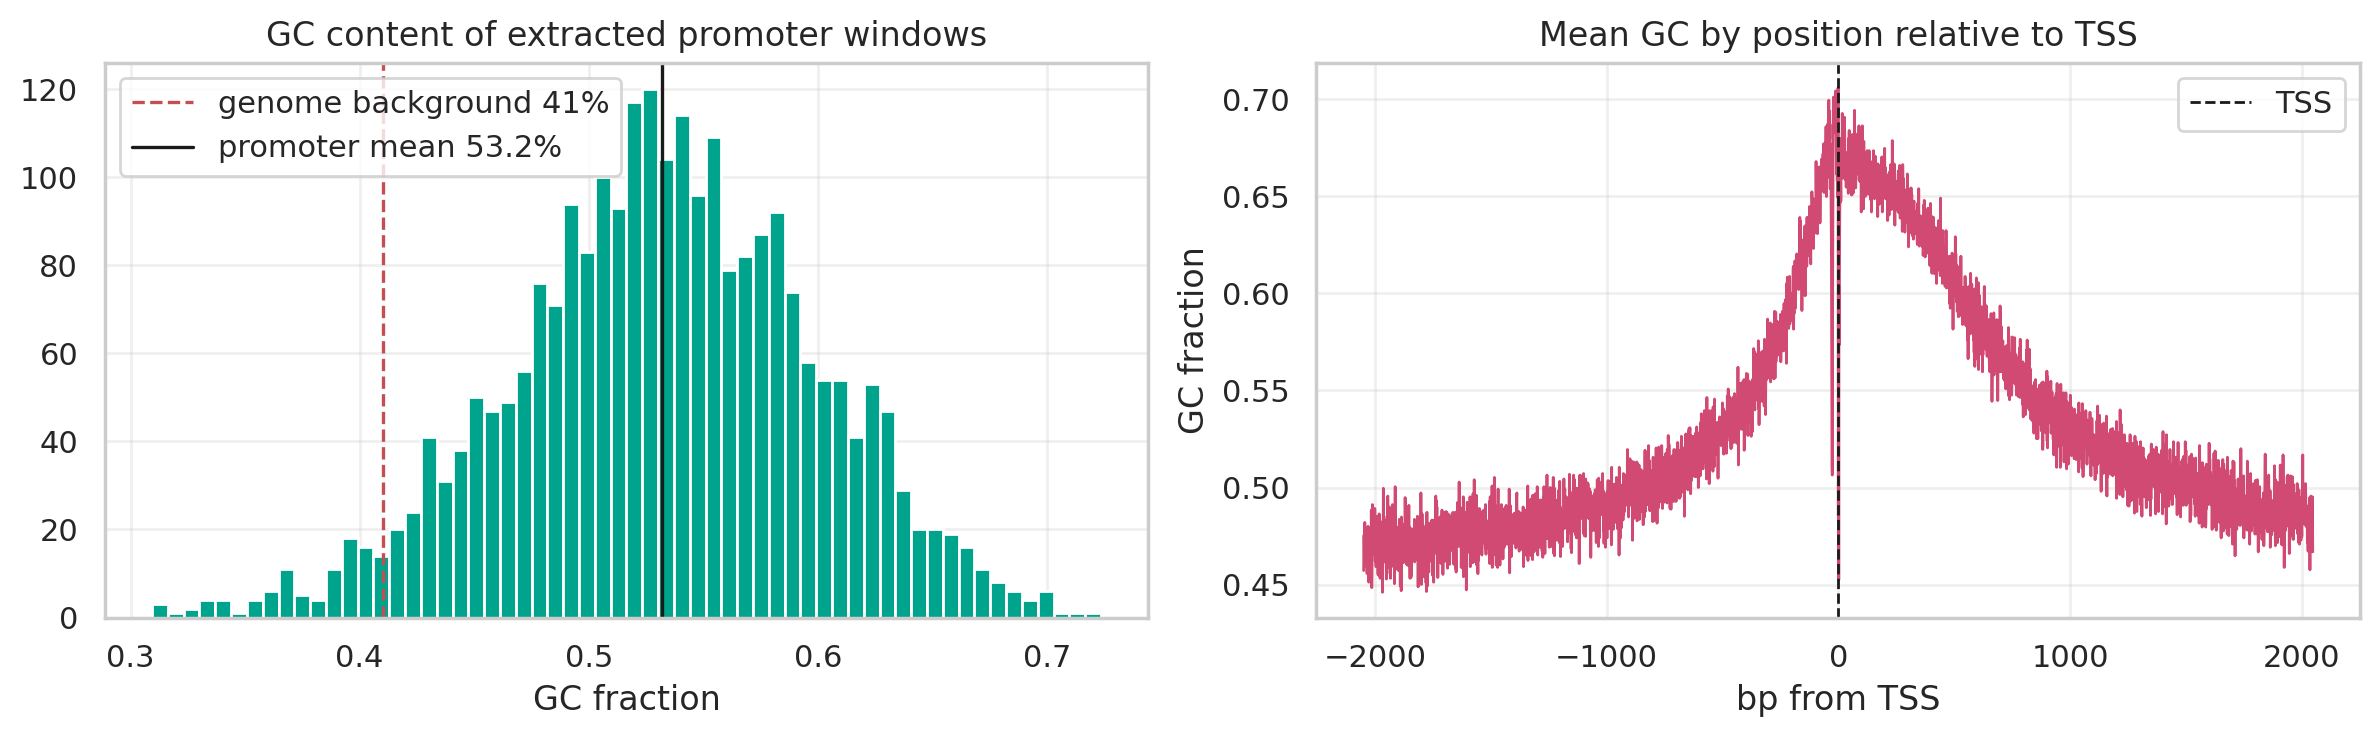 GC content of extracted promoter windows
genome background 41%
promoter mean 53.2%
120
100
80
60
40
20
0
0.3 0.4 0.5 0.6 0.7
GC fraction
Mean GC by position relative to TSS
TSS
GC fraction
0.70
0.65
0.60
0.55
0.50
0.45
−2000 −1000 0 1000 2000
bp from TSS